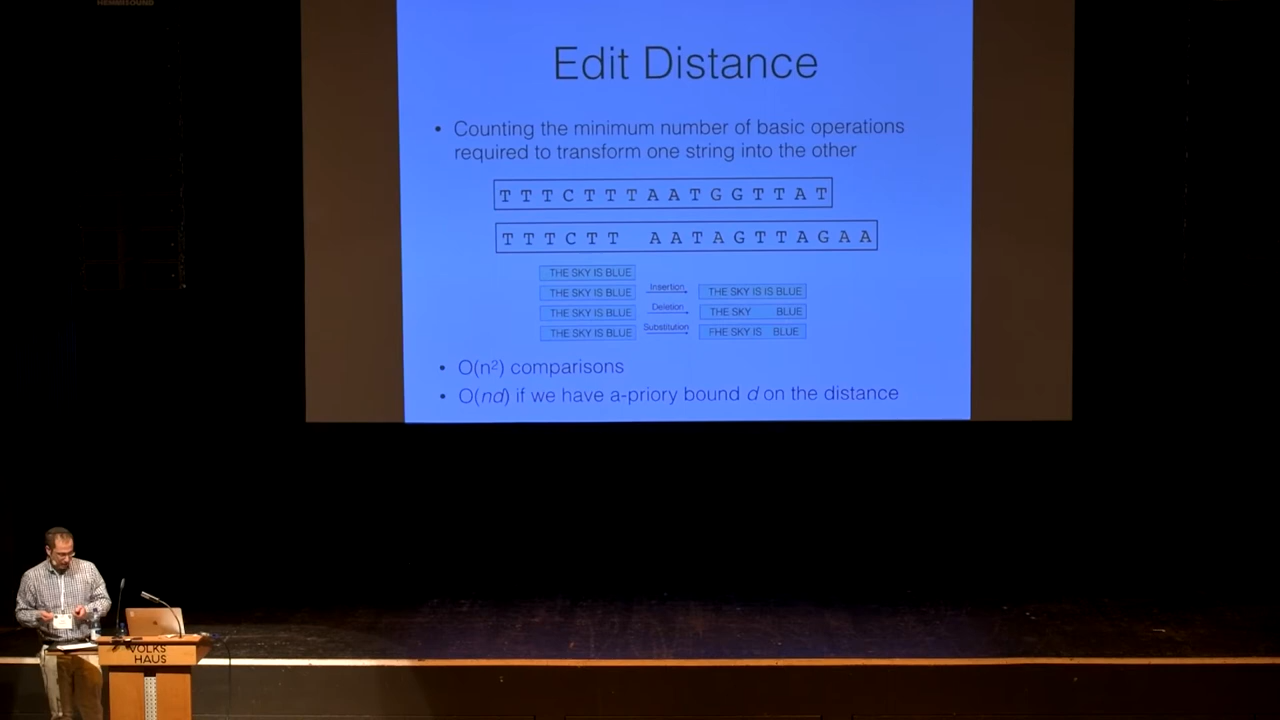 Edit Distance
• Counting the minimum number of basic operations
required to transform one string into the other
T T T C T T T A A T G G T T A T
T T T C T T A A T A G T T A G A A
THE SKY IS BLUE
THE SKY IS BLUE Insertion THE SKY IS IS BLUE
THE SKY IS BLUE Deletion THE SKY BLUE
THE SKY IS BLUE Substitution FHE SKY IS BLUE
• O(n²) comparisons
• O(nd) if we have a-priory bound d on the distance
VOLKS
HAUS